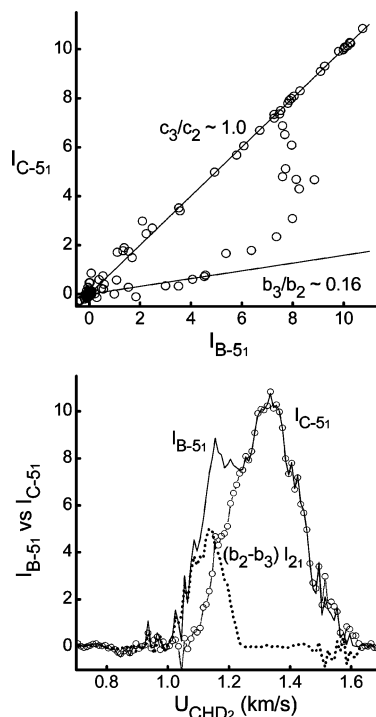 10
8
6
4
2
0
I_C-5₁
c₃/c₂ ~ 1.0
b₃/b₂ ~ 0.16
0 2 4 6 8 10
I_B-5₁
10
8
6
4
2
0
I_B-5₁ vs I_C-5₁
I_B-5₁
I_C-5₁
(b₂-b₃) I₂₁
0.8 1.0 1.2 1.4 1.6
U_CHD₂ (km/s)